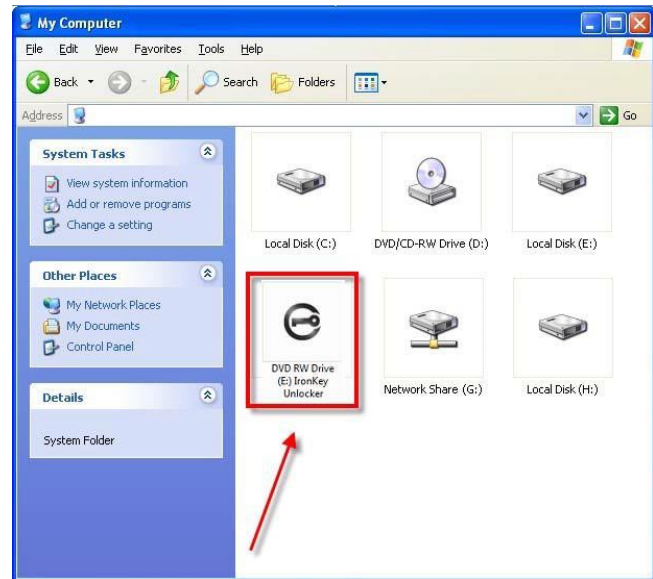 My Computer
File Edit View Favorites Tools Help
Back Search Folders
Address Go
System Tasks
View system information
Add or remove programs
Change a setting
Other Places
My Network Places
My Documents
Control Panel
Details
System Folder
Local Disk (C:) DVD/CD-RW Drive (D:) Local Disk (E:)
DVD RW Drive
(E:) IronKey
Unlocker
Network Share (G:) Local Disk (H:)